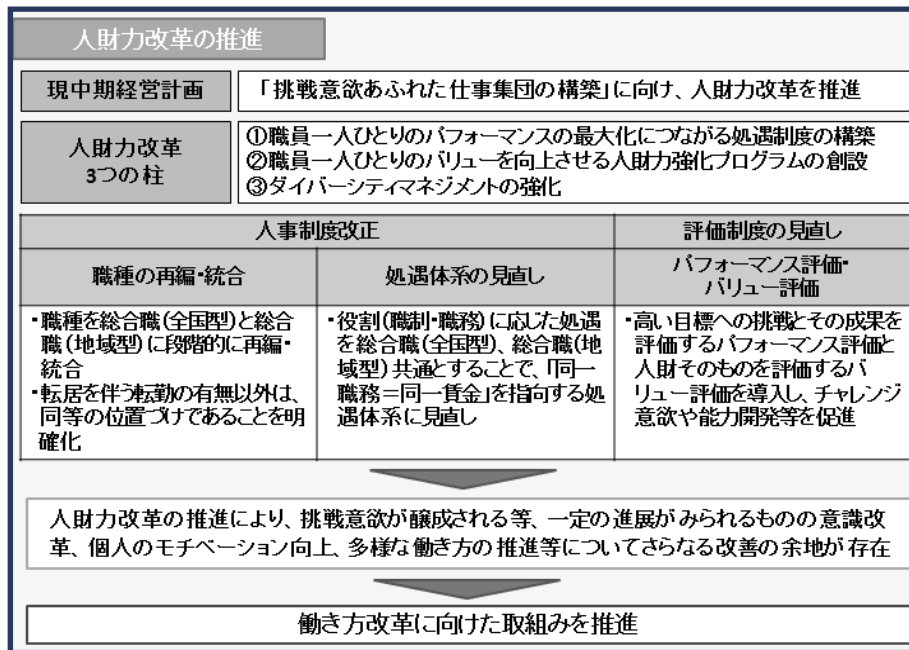 人財力改革の推進
現中期経営計画
「挑戦意欲あふれた仕事集団の構築」に向け、人財力改革を推進
人財力改革
3つの柱
①職員一人ひとりのパフォーマンスの最大化につながる処遇制度の構築
②職員一人ひとりのバリューを向上させる人財力強化プログラムの創設
③ダイバーシティマネジメントの強化
人事制度改正
評価制度の見直し
職種の再編・統合
処遇体系の見直し
パフォーマンス評価・
バリュー評価
・職種を総合職(全国型)と総合
職(地域型)に段階的に再編・
統合
・転居を伴う転勤の有無以外は、
同等の位置づけであることを明
確化
・役割(職制・職務)に応じた処遇
を総合職(全国型)、総合職(地
域型)共通とすることで、「同一
職務=同一賃金」を指向する処
遇体系に見直し
・高い目標への挑戦とその成果を
評価するパフォーマンス評価と
人財そのものを評価するバ
リュー評価を導入し、チャレンジ
意欲や能力開発等を促進
人財力改革の推進により、挑戦意欲が醸成される等、一定の進展がみられるものの意識改
革、個人のモチベーション向上、多様な働き方の推進等についてさらなる改善の余地が存在
働き方改革に向けた取組みを推進